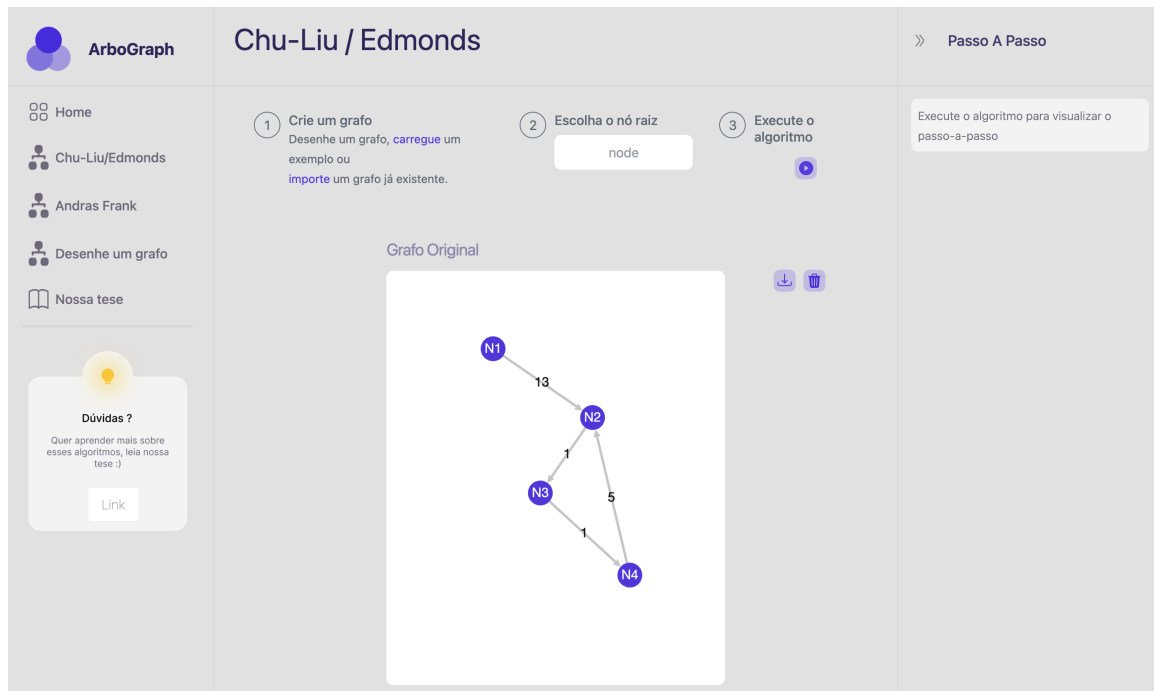 ArboGraph
Home
Chu-Liu/Edmonds
Andras Frank
Desenhe um grafo
Nossa tese
Dúvidas ?
Quer aprender mais sobre
esses algoritmos, leia nossa
tese :)
Link
Chu-Liu / Edmonds
1
Crie um grafo
Desenhe um grafo, carregue um
exemplo ou
importe um grafo já existente.
2
Escolha o nó raiz
node
3
Execute o
algoritmo
Grafo Original
N1
13
N2
1
N3
5
1
N4
Passo A Passo
Execute o algoritmo para visualizar o
passo-a-passo